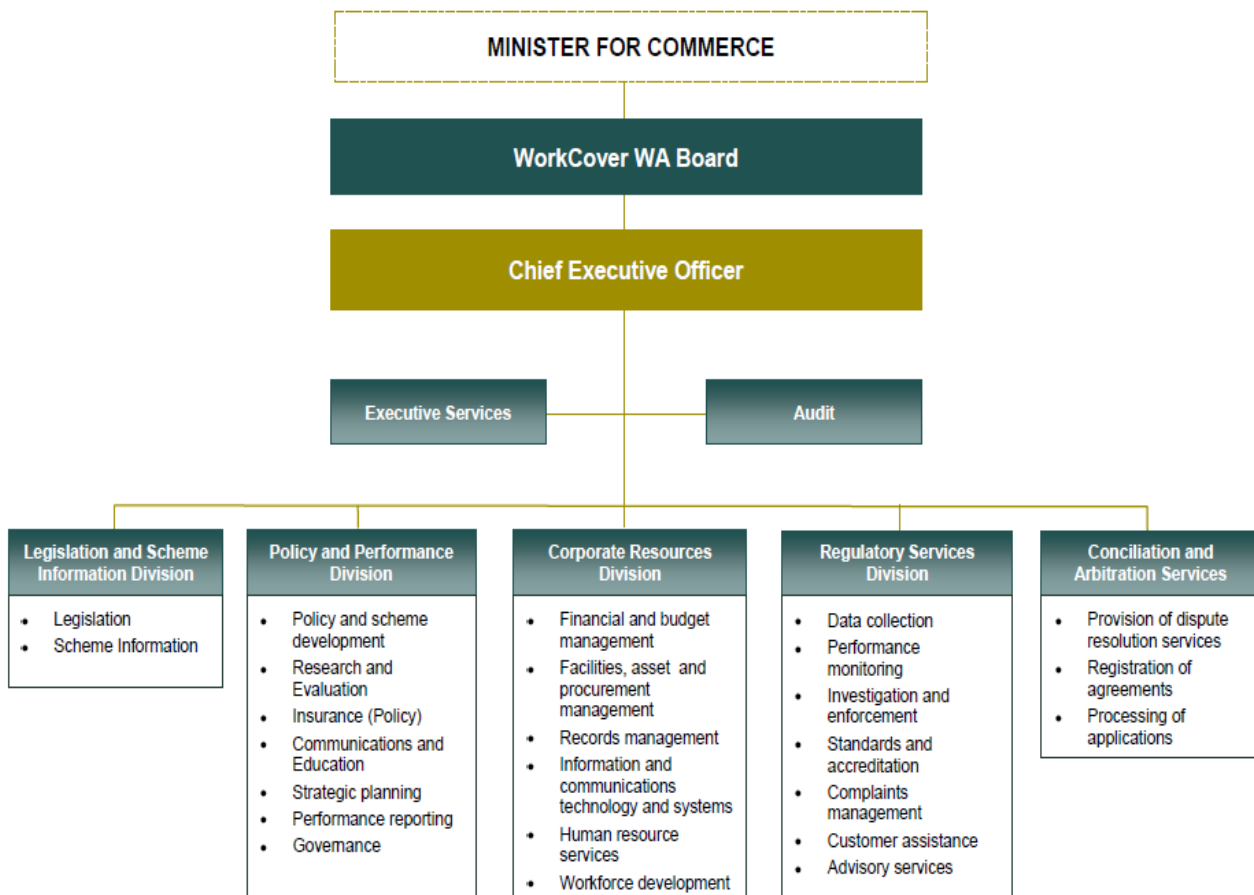 MINISTER FOR COMMERCE
WorkCover WA Board
Chief Executive Officer
Executive Services
Audit
Legislation and Scheme
Information Division
• Legislation
• Scheme Information
Policy and Performance
Division
• Policy and scheme
development
• Research and
Evaluation
• Insurance (Policy)
• Communications and
Education
• Strategic planning
• Performance reporting
• Governance
Corporate Resources
Division
• Financial and budget
management
• Facilities, asset and
procurement
management
• Records management
• Information and
communications
technology and systems
• Human resource
services
• Workforce development
Regulatory Services
Division
• Data collection
• Performance
monitoring
• Investigation and
enforcement
• Standards and
accreditation
• Complaints
management
• Customer assistance
• Advisory services
Conciliation and
Arbitration Services
• Provision of dispute
resolution services
• Registration of
agreements
• Processing of
applications